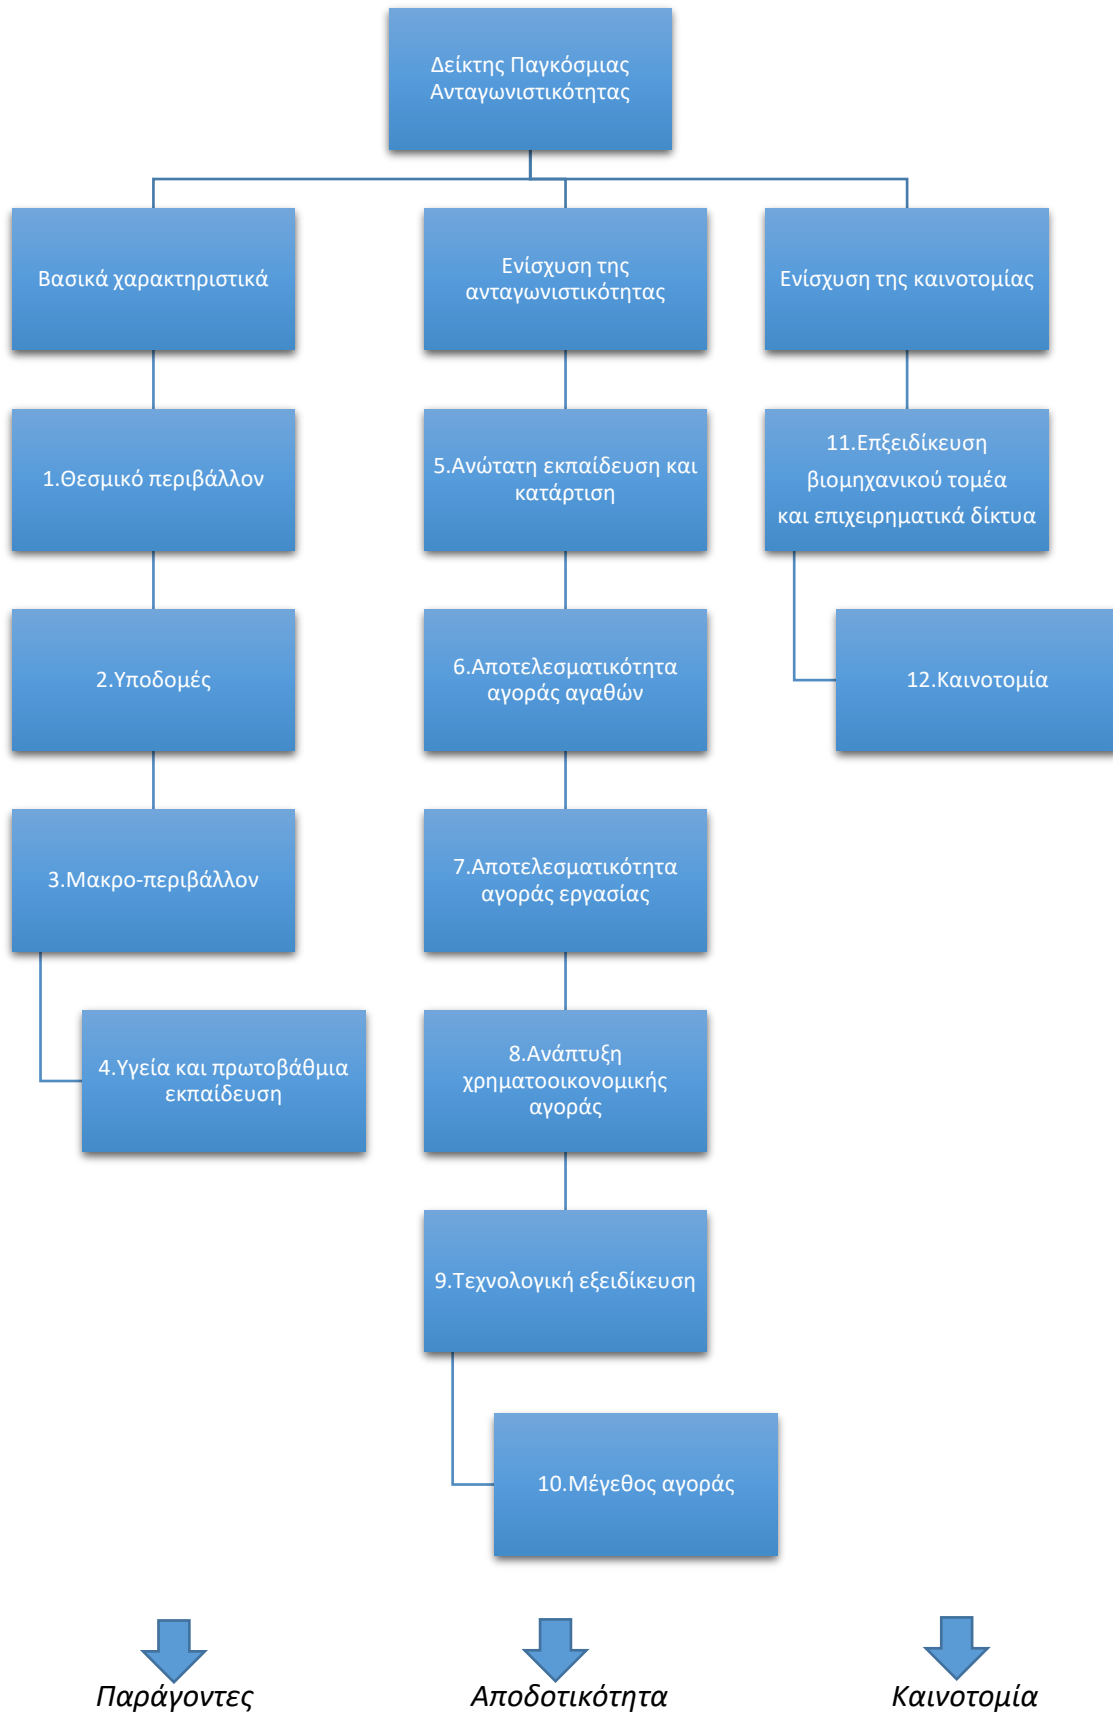 Δείκτης Παγκόσμιας
Ανταγωνιστικότητας
Βασικά χαρακτηριστικά
Ενίσχυση της
ανταγωνιστικότητας
Ενίσχυση της καινοτομίας
1.Θεσμικό περιβάλλον
5.Ανώτατη εκπαίδευση και
κατάρτιση
11.Επξειδίκευση
βιομηχανικού τομέα
και επιχειρηματικά δίκτυα
2.Υποδομές
6.Αποτελεσματικότητα
αγοράς αγαθών
12.Καινοτομία
3.Μακρο-περιβάλλον
7.Αποτελεσματικότητα
αγοράς εργασίας
4.Υγεία και πρωτοβάθμια
εκπαίδευση
8.Ανάπτυξη
χρηματοοικονομικής
αγοράς
9.Τεχνολογική εξειδίκευση
10.Μέγεθος αγοράς
Παράγοντες
Αποδοτικότητα
Καινοτομία